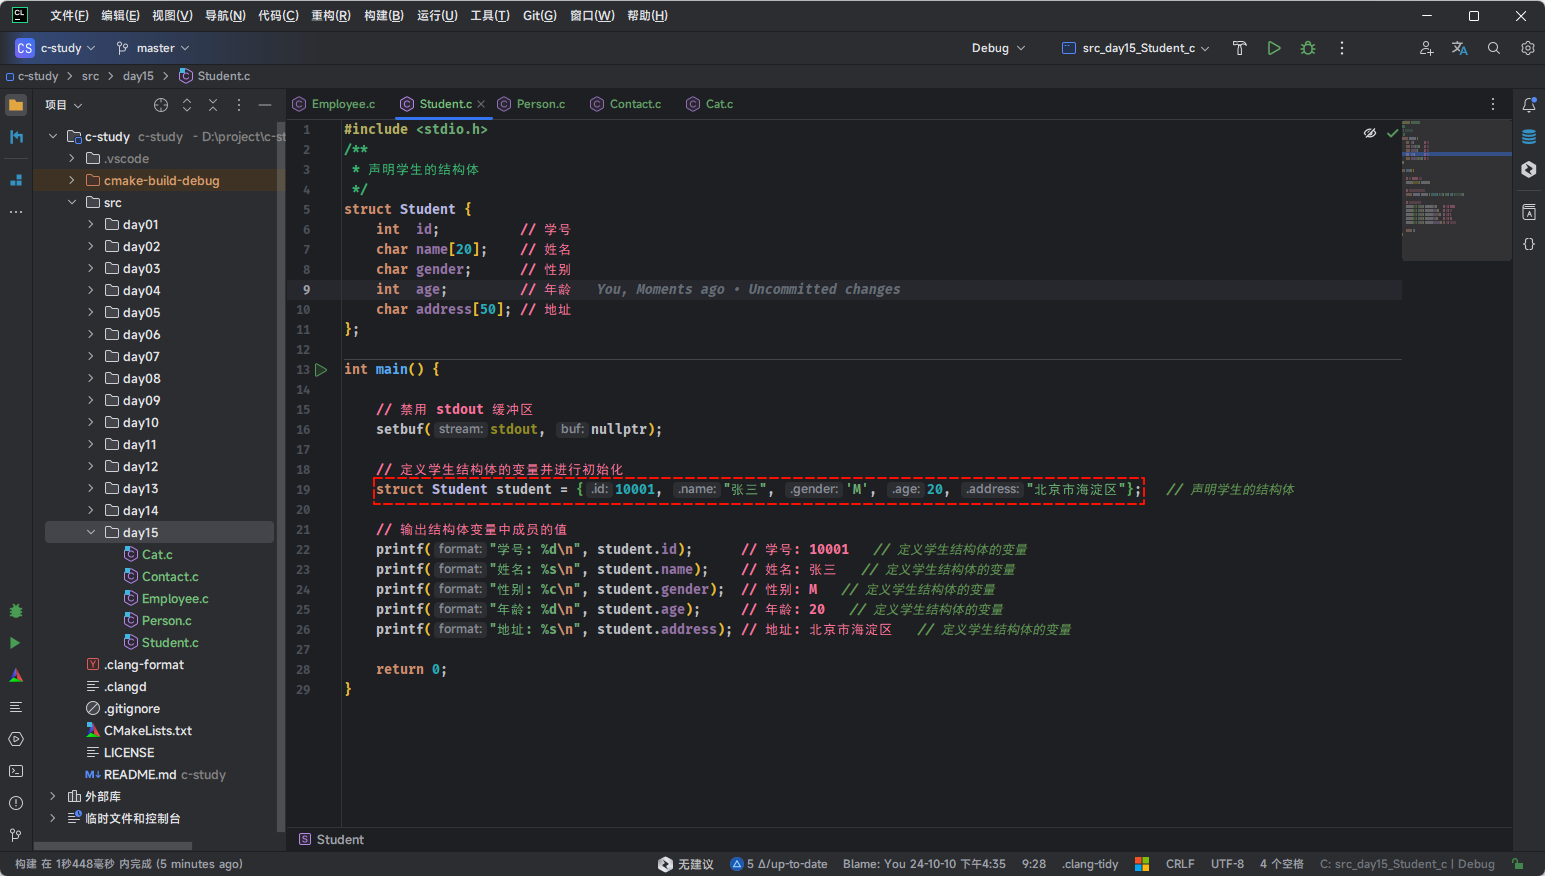 CL 文件(F) 编辑(E) 视图(V) 导航(N) 代码(C) 重构(R) 构建(B) 运行(U) 工具(T) Git(G) 窗口(W) 帮助(H)
CS c-study master Debug src_day15_Student_c
c-study src day15 Student.c
项目
c-study c-study - D:\project\c-st
.vscode
cmake-build-debug
src
day01
day02
day03
day04
day05
day06
day07
day08
day09
day10
day11
day12
day13
day14
day15
Cat.c
Contact.c
Employee.c
Person.c
Student.c
.clang-format
.clangd
.gitignore
CMakeLists.txt
LICENSE
README.md c-study
外部库
临时文件和控制台
Employee.c Student.c Person.c Contact.c Cat.c
1 #include <stdio.h>
2 /**
3 * 声明学生的结构体
4 */
5 struct Student {
6 int id; // 学号
7 char name[20]; // 姓名
8 char gender; // 性别
9 int age; // 年龄 You, Moments ago • Uncommitted changes
10 char address[50]; // 地址
11 };
12
13 int main() {
14
15 // 禁用 stdout 缓冲区
16 setbuf( stream: stdout, buf: nullptr);
17
18 // 定义学生结构体的变量并进行初始化
19 struct Student student = { .id: 10001, .name: "张三", .gender: 'M', .age: 20, .address: "北京市海淀区"}; // 声明学生的结构体
20
21 // 输出结构体变量中成员的值
22 printf( format: "学号: %d\n", student.id); // 学号: 10001 // 定义学生结构体的变量
23 printf( format: "姓名: %s\n", student.name); // 姓名: 张三 // 定义学生结构体的变量
24 printf( format: "性别: %c\n", student.gender); // 性别: M // 定义学生结构体的变量
25 printf( format: "年龄: %d\n", student.age); // 年龄: 20 // 定义学生结构体的变量
26 printf( format: "地址: %s\n", student.address); // 地址: 北京市海淀区 // 定义学生结构体的变量
27
28 return 0;
29 }
S Student
构建 在 1秒448毫秒 内完成 (5 minutes ago) 无建议 5 Δ/up-to-date Blame: You 24-10-10 下午4:35 9:28 .clang-tidy CRLF UTF-8 4 个空格 C: src_day15_Student_c | Debug